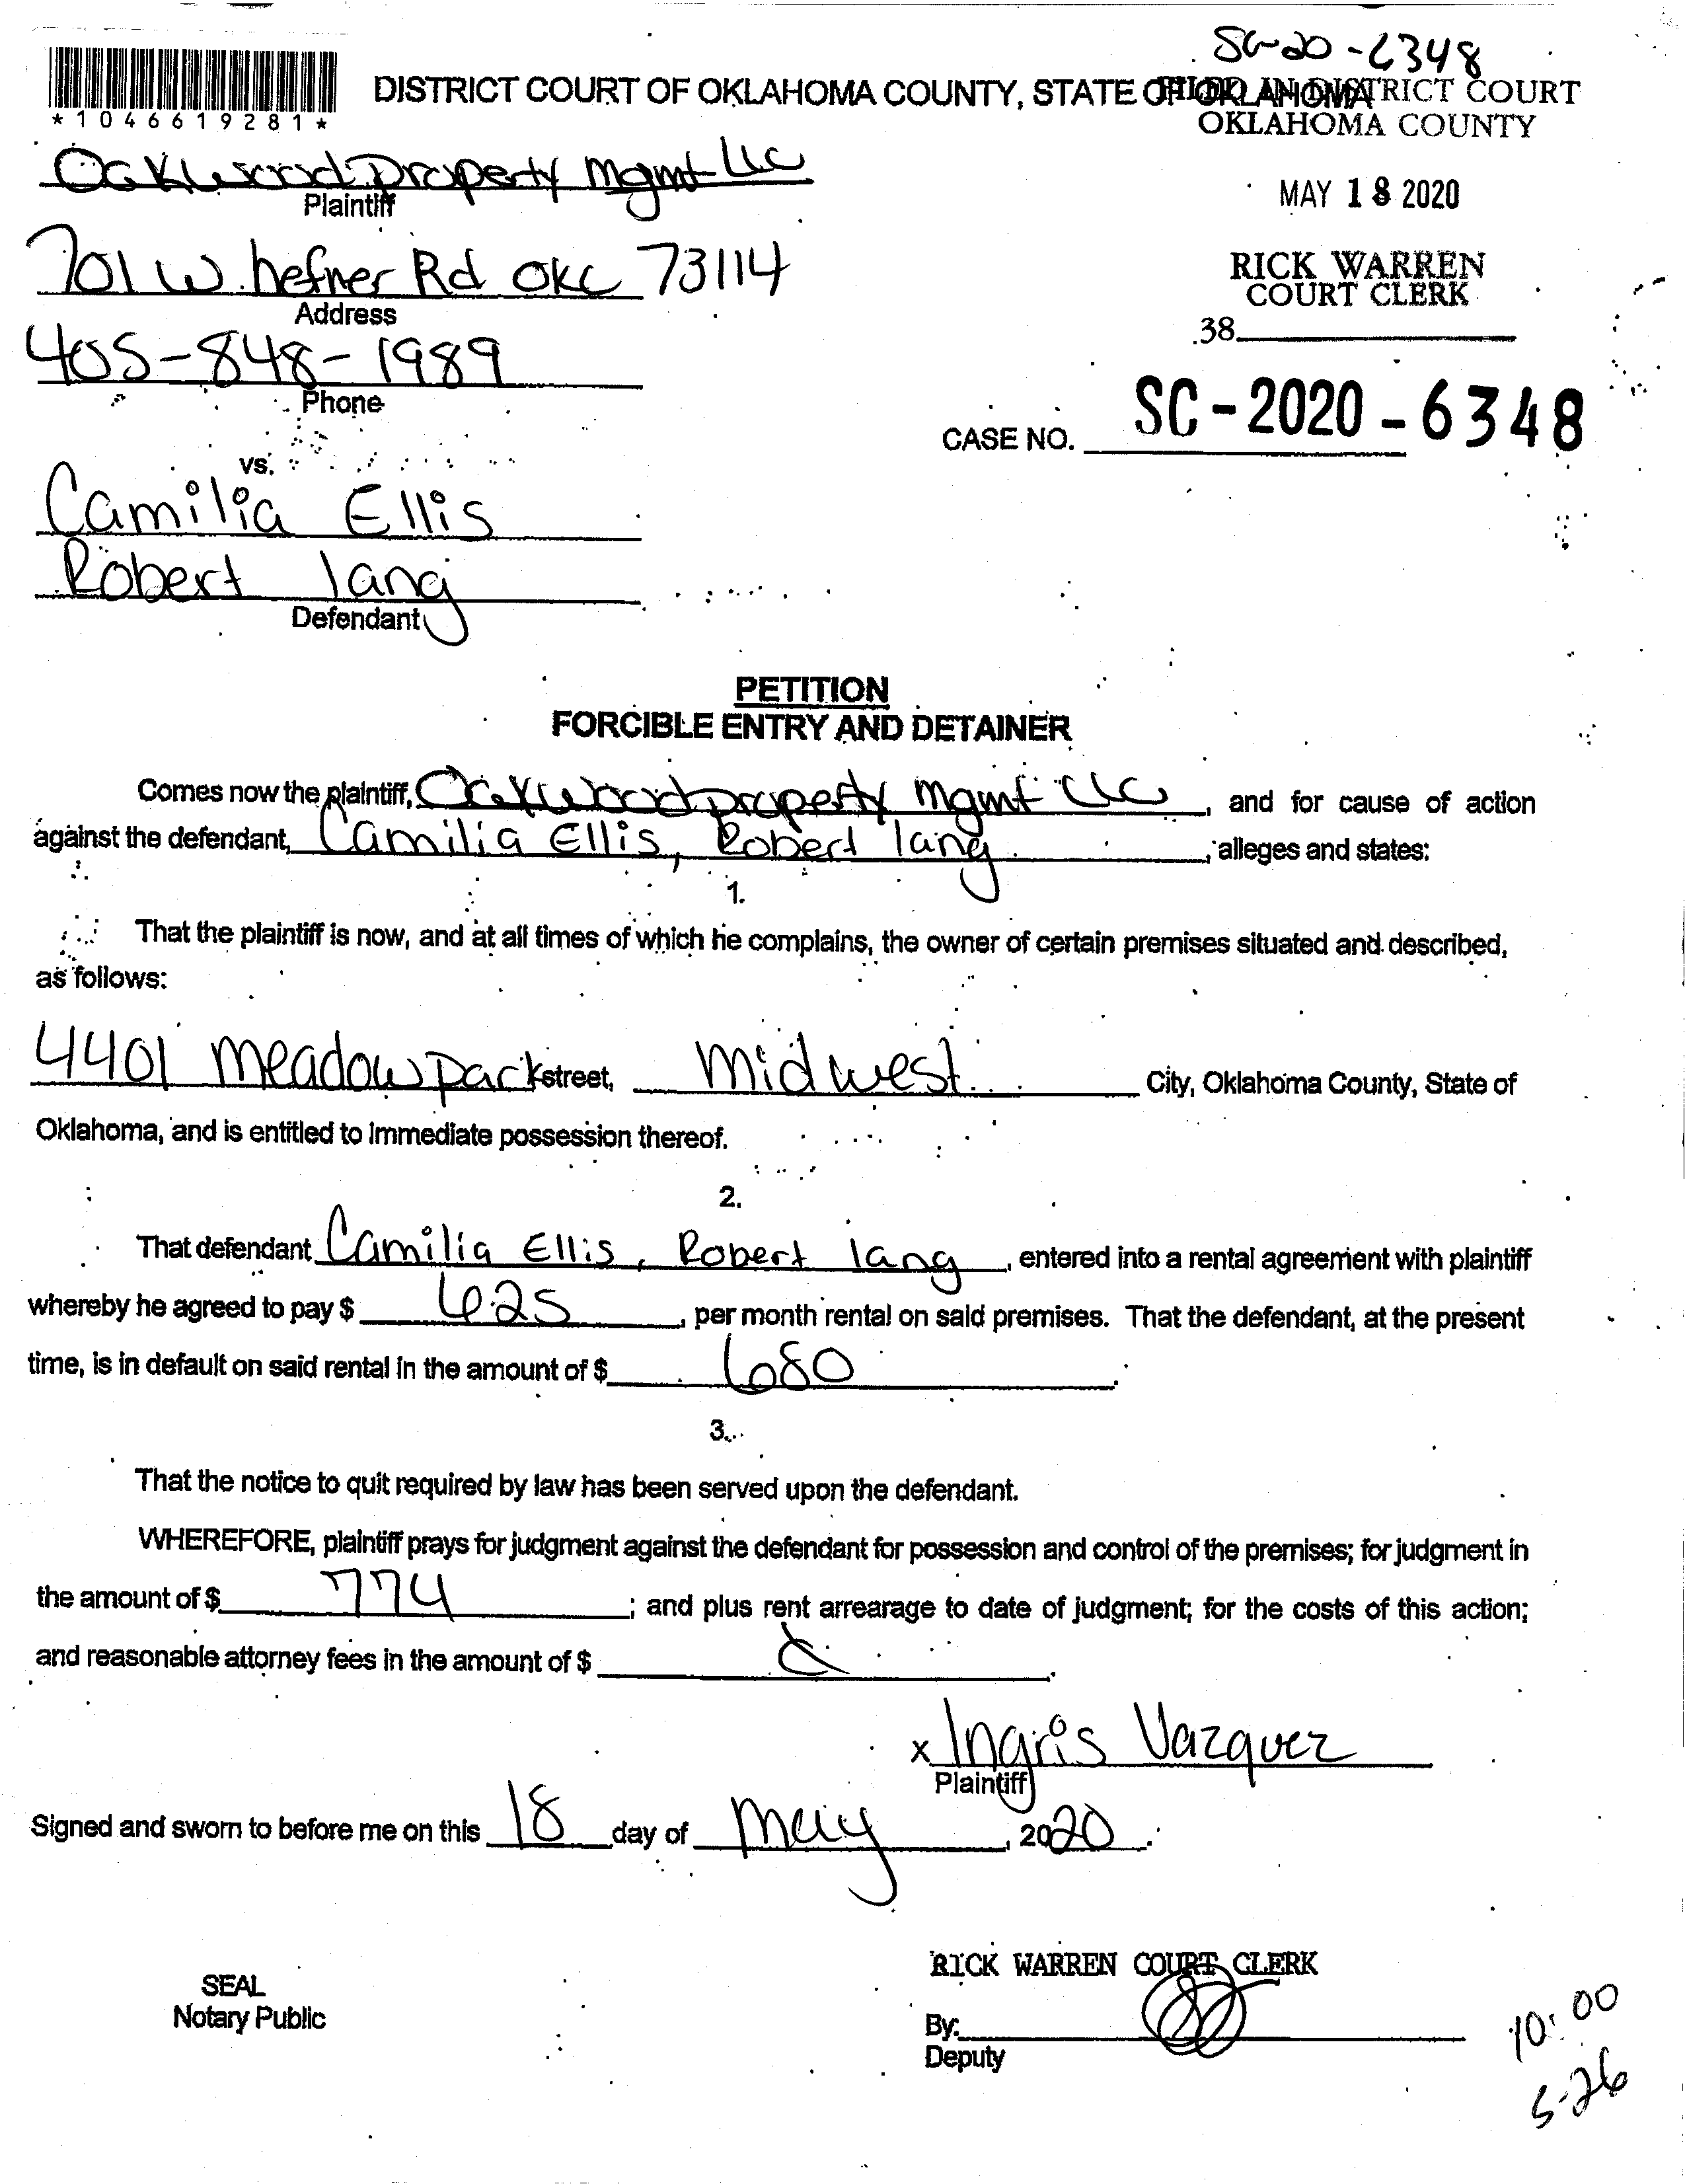 SC-20-6348
*1046619281*
DISTRICT COURT OF OKLAHOMA COUNTY, STATE OF OKLAHOMA
FILED IN DISTRICT COURT
OKLAHOMA COUNTY
Oakwood Property Mgmt LLC
Plaintiff
MAY 18 2020
701 W. hefner Rd OKC 73114
Address
RICK WARREN
COURT CLERK
38
405-848-1989
Phone
CASE NO. SC-2020-6348
vs.
Camilia Ellis
Robert lang
Defendant
PETITION
FORCIBLE ENTRY AND DETAINER
Comes now the plaintiff, Oakwood property mgmt LLC, and for cause of action
against the defendant, Camilia Ellis, Robert lang, alleges and states:
1.
That the plaintiff is now, and at all times of which he complains, the owner of certain premises situated and described,
as follows:
4401 meadowpark street, midwest City, Oklahoma County, State of
Oklahoma, and is entitled to immediate possession thereof.
2.
That defendant Camilia Ellis, Robert lang, entered into a rental agreement with plaintiff
whereby he agreed to pay $ 625, per month rental on said premises. That the defendant, at the present
time, is in default on said rental in the amount of $ 680.
3.
That the notice to quit required by law has been served upon the defendant.
WHEREFORE, plaintiff prays for judgment against the defendant for possession and control of the premises; for judgment in
the amount of $ 774; and plus rent arrearage to date of judgment; for the costs of this action;
and reasonable attorney fees in the amount of $
x Ingris Vazquez
Plaintiff
Signed and sworn to before me on this 18 day of May, 2020.
SEAL
Notary Public
RICK WARREN COURT CLERK
By:
Deputy
10:00
5-26